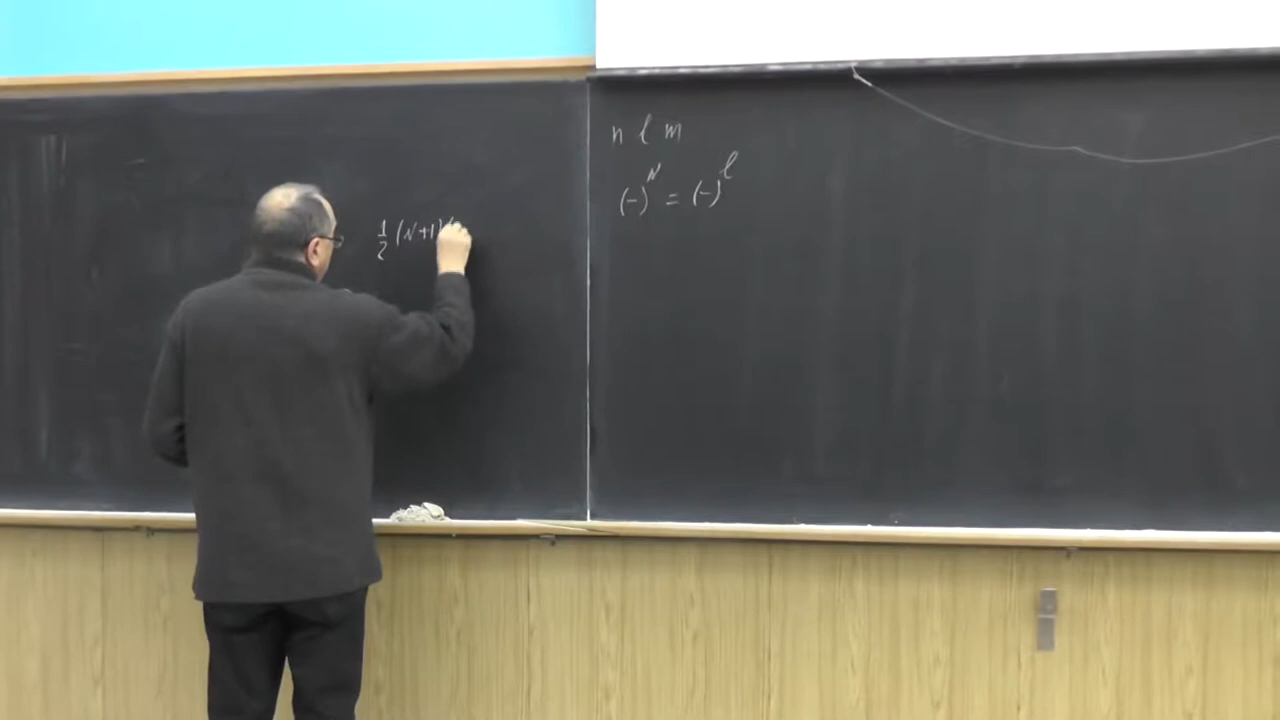 ½ (N+1)(
n l m
(-)^N = (-)^l